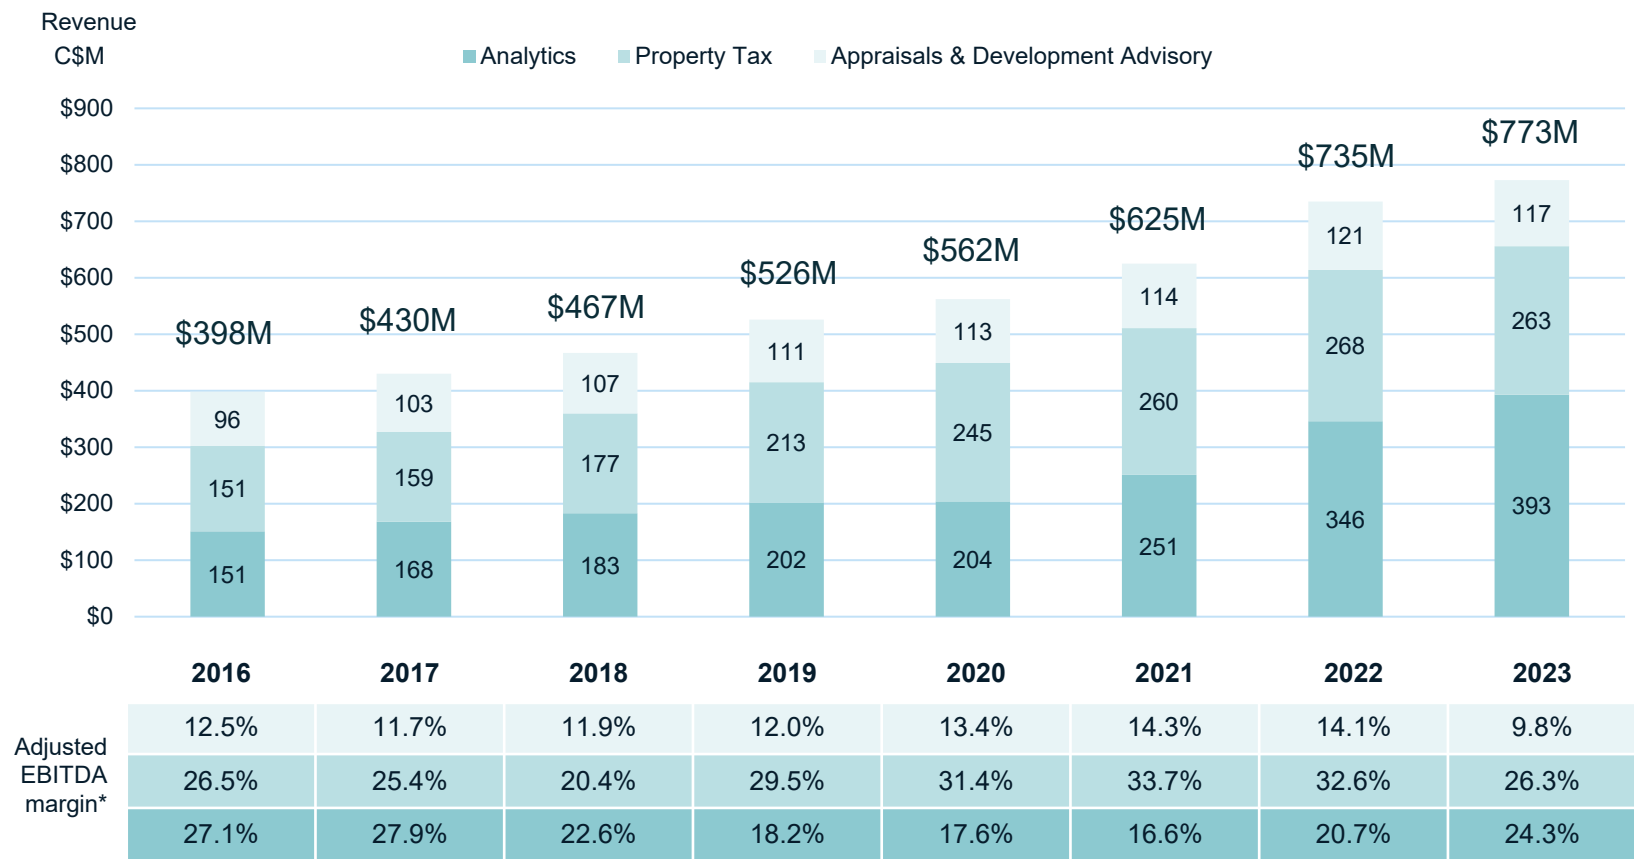 Revenue
C$M
Analytics Property Tax Appraisals & Development Advisory
$900
$800
$700
$600
$500
$400
$300
$200
$100
$0
$398M $430M $467M $526M $562M $625M $735M $773M
96 103 107 111 113 114 121 117
151 159 177 213 245 260 268 263
151 168 183 202 204 251 346 393
2016 2017 2018 2019 2020 2021 2022 2023
Adjusted
EBITDA
margin*
12.5% 11.7% 11.9% 12.0% 13.4% 14.3% 14.1% 9.8%
26.5% 25.4% 20.4% 29.5% 31.4% 33.7% 32.6% 26.3%
27.1% 27.9% 22.6% 18.2% 17.6% 16.6% 20.7% 24.3%